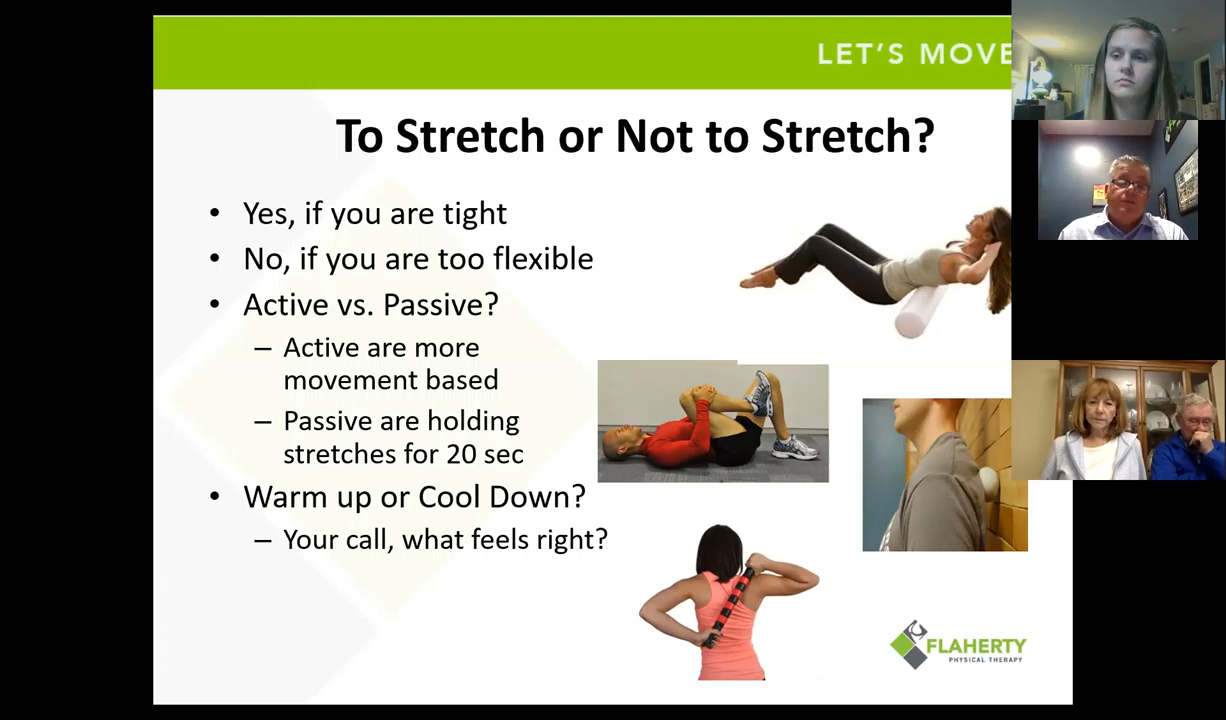 LET'S MOVE
To Stretch or Not to Stretch?
• Yes, if you are tight
• No, if you are too flexible
• Active vs. Passive?
– Active are more
movement based
– Passive are holding
stretches for 20 sec
• Warm up or Cool Down?
– Your call, what feels right?
FLAHERTY
PHYSICAL THERAPY